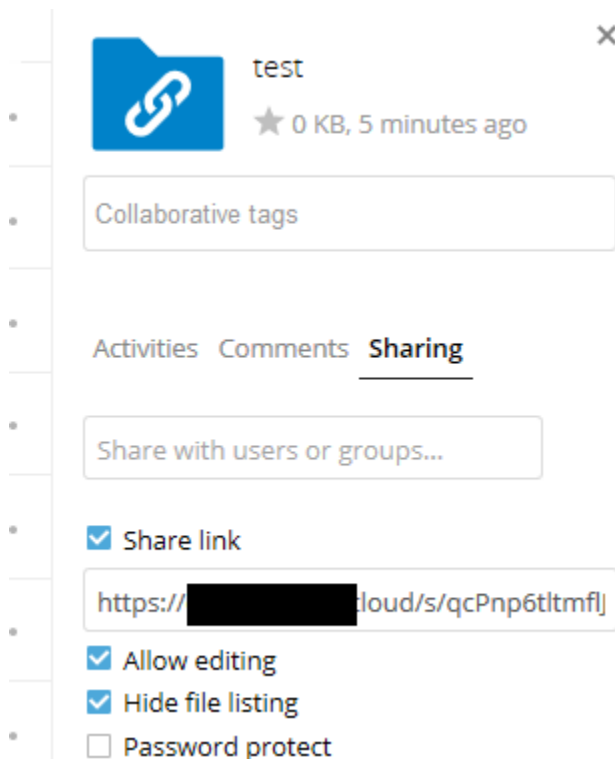 test
0 KB, 5 minutes ago
Collaborative tags
Activities Comments Sharing
Share with users or groups...
Share link
https:// cloud/s/qcPnp6tltmflJ
Allow editing
Hide file listing
Password protect